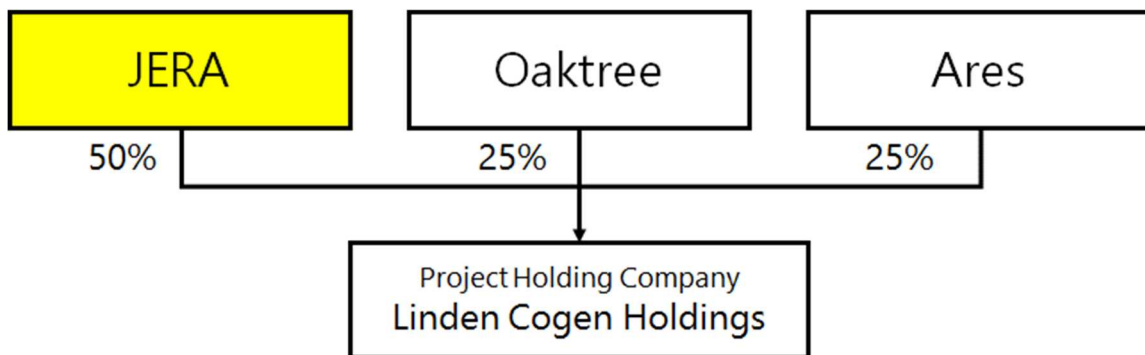 JERA
Oaktree
Ares
50%
25%
25%
Project Holding Company
Linden Cogen Holdings